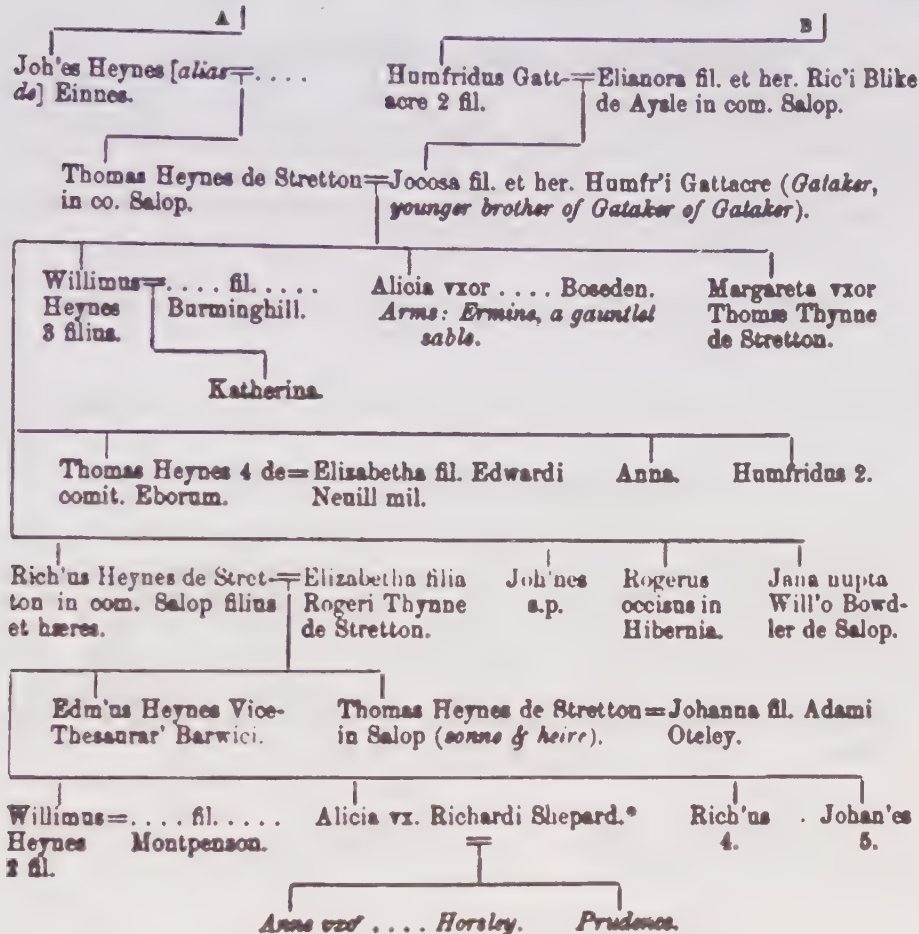 A
B
Joh'es Heynes [alias = . . . .
de] Einnes.
Humfridus Gatt- = Elianora fil. et her. Ric'i Blike
acre 2 fil. de Aysle in com. Salop.
Thomas Heynes de Stretton = Jocosa fil. et her. Humfr'i Gattacre (Gataker,
in co. Salop. younger brother of Gataker of Gataker).
Willimus = . . . . fil. . . . . .
Heynes Burminghill.
3 filius.
Alicia vxor . . . . Boseden.
Arms: Ermine, a gauntlet
sable.
Margareta vxor
Thomæ Thynne
de Stretton.
Katherina.
Thomas Heynes 4 de = Elizabetha fil. Edwardi
comit. Eborum. Neuill mil.
Anna.
Humfridus 2.
Rich'us Heynes de Stret- = Elizabetha filia
ton in com. Salop filius Rogeri Thynne
et hæres. de Stretton.
Joh'nes
s.p.
Rogerus
occisus in
Hibernia.
Jana nupta
Will'o Bowd-
ler de Salop.
Edm'us Heynes Vice-
Thesaurar' Barwici.
Thomas Heynes de Stretton = Johanna fil. Adami
in Salop (sonne & heire). Oteley.
Willimus = . . . . fil. . . . . .
Heynes Montpenson.
2 fil.
Alicia vx. Richardi Shepard.*
=
Rich'us
4.
Johan'es
5.
Anne vxor . . . . Horsley.
Prudence.